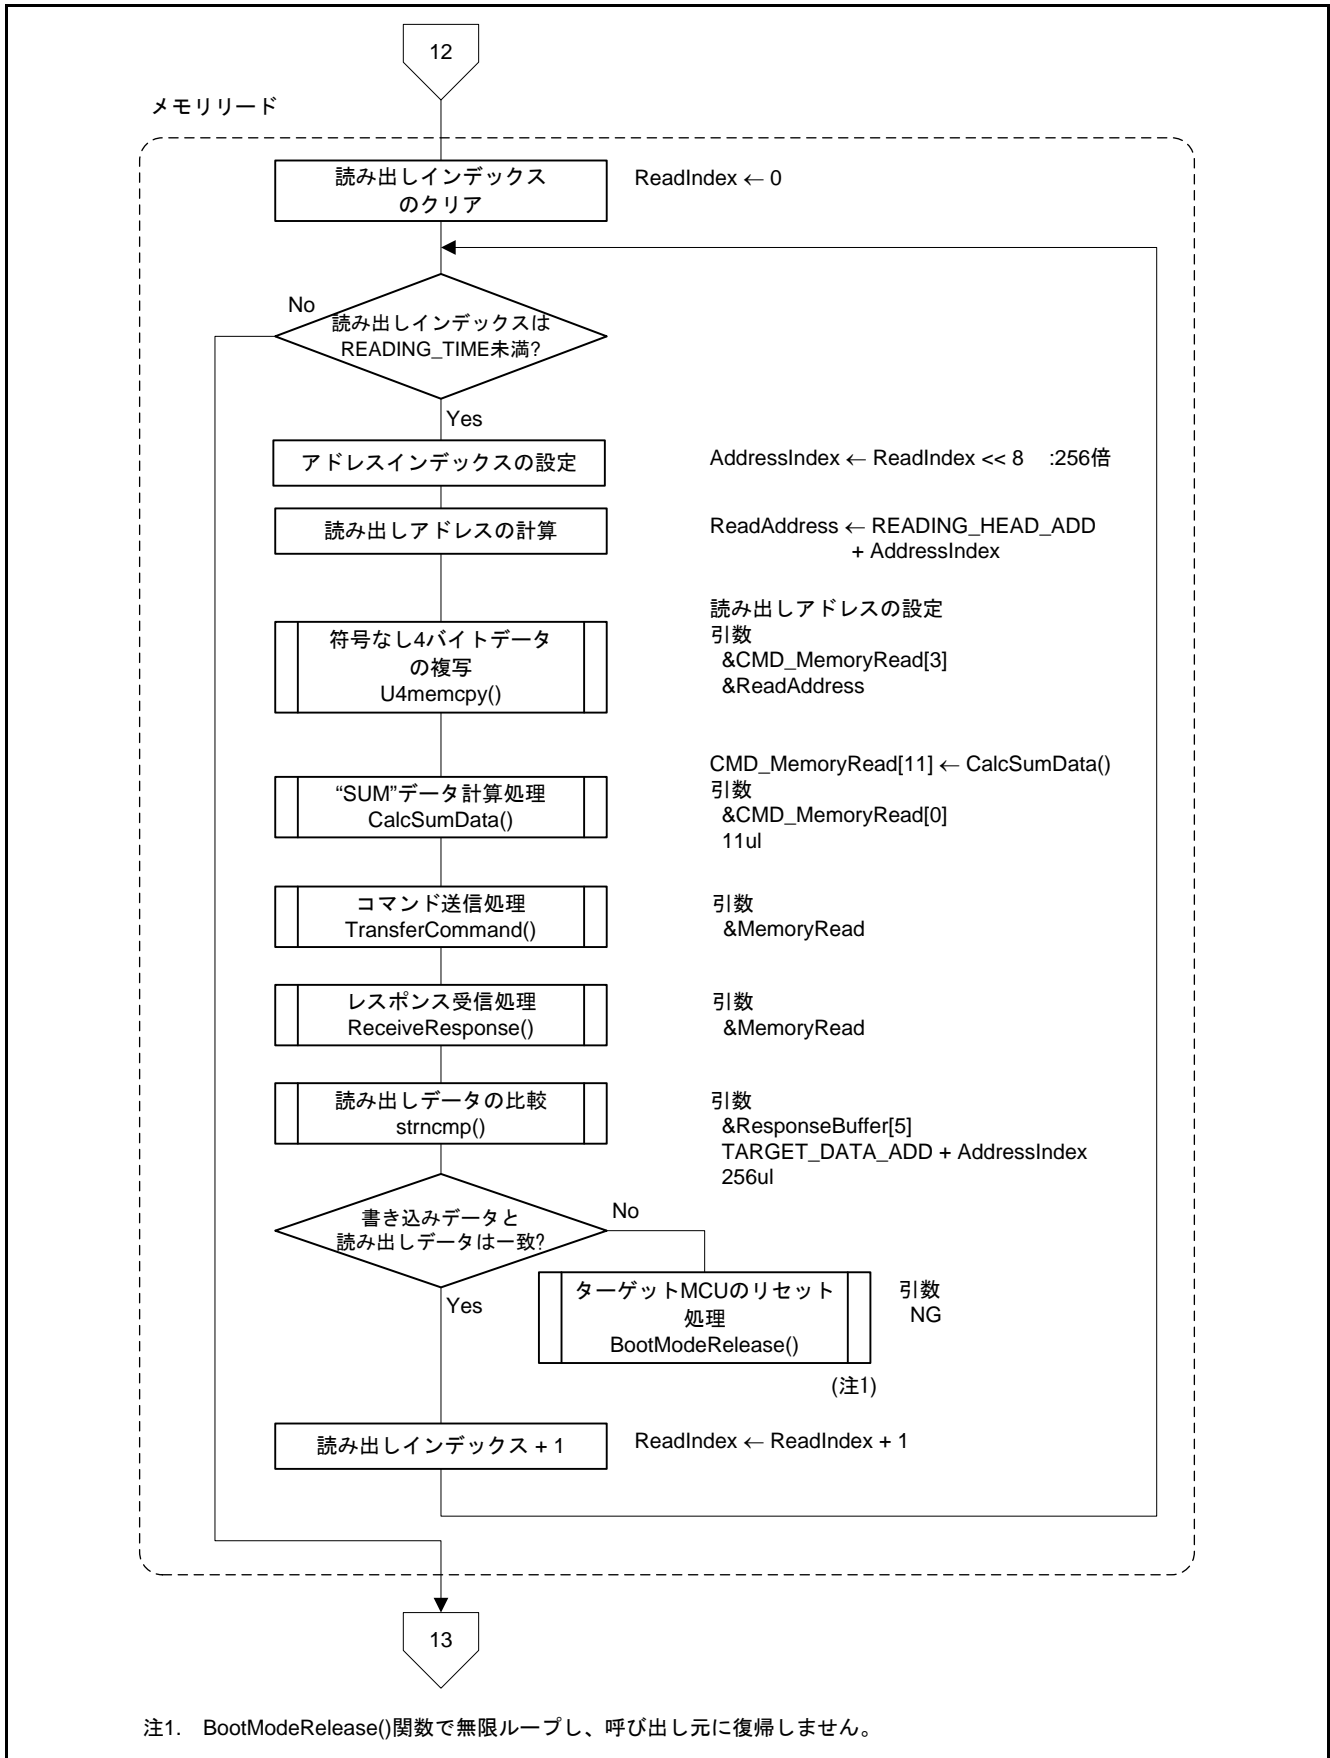 12
メモリリード
読み出しインデックス
のクリア
ReadIndex ← 0
No
読み出しインデックスは
READING_TIME未満?
Yes
アドレスインデックスの設定
AddressIndex ← ReadIndex << 8 :256倍
読み出しアドレスの計算
ReadAddress ← READING_HEAD_ADD
+ AddressIndex
符号なし4バイトデータ
の複写
U4memcpy()
読み出しアドレスの設定
引数
&CMD_MemoryRead[3]
&ReadAddress
“SUM”データ計算処理
CalcSumData()
CMD_MemoryRead[11] ← CalcSumData()
引数
&CMD_MemoryRead[0]
11ul
コマンド送信処理
TransferCommand()
引数
&MemoryRead
レスポンス受信処理
ReceiveResponse()
引数
&MemoryRead
読み出しデータの比較
strncmp()
引数
&ResponseBuffer[5]
TARGET_DATA_ADD + AddressIndex
256ul
書き込みデータと
読み出しデータは一致?
No
Yes
ターゲットMCUのリセット
処理
BootModeRelease()
引数
NG
(注1)
読み出しインデックス + 1
ReadIndex ← ReadIndex + 1
13
注1. BootModeRelease()関数で無限ループし、呼び出し元に復帰しません。